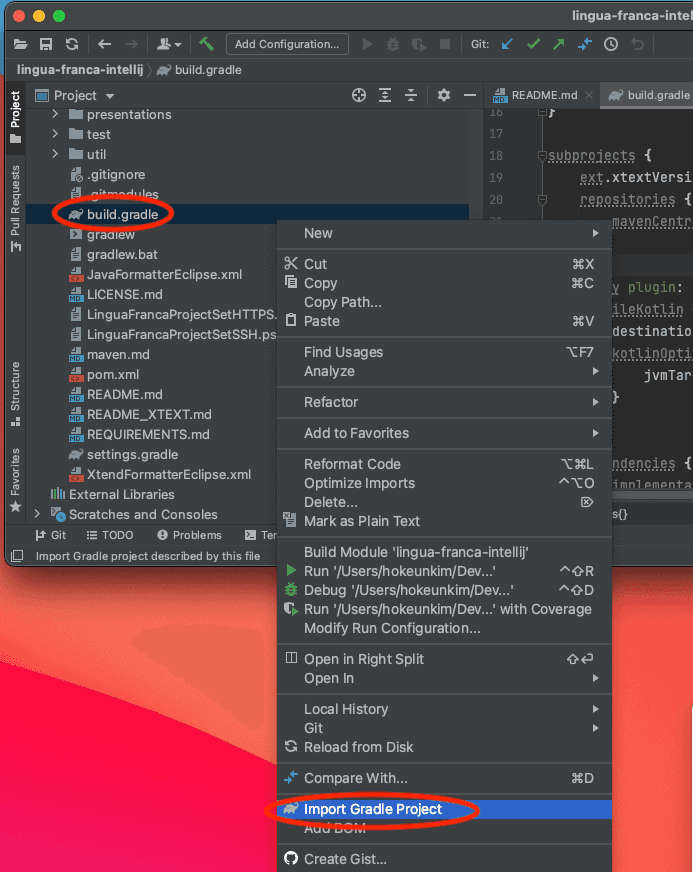 lingua-franca-intellij
Add Configuration...
Git:
lingua-franca-intellij
build.gradle
Project
Project
README.md
build.gradle
Pull Requests
Structure
Favorites
presentations
test
util
.gitignore
.gitmodules
build.gradle
gradlew
gradlew.bat
JavaFormatterEclipse.xml
LICENSE.md
LinguaFrancaProjectSetHTTPS.
LinguaFrancaProjectSetSSH.ps
maven.md
pom.xml
README.md
README_XTEXT.md
REQUIREMENTS.md
settings.gradle
XtendFormatterEclipse.xml
External Libraries
Scratches and Consoles
16 }
17
18 subprojects {
19 ext.xtextVersi
20 repositories {
mavenCentr
y plugin:
ileKotlin
destinatio
kotlinOpti
jvmTar
}
ndencies {
implementa
s{}
Git
TODO
Problems
Ter
Import Gradle project described by this file
New
Cut ⌘X
Copy ⌘C
Copy Path...
Paste ⌘V
Find Usages ⌥F7
Analyze
Refactor
Add to Favorites
Reformat Code ⌥⌘L
Optimize Imports ^⌥O
Delete... ⌦
Mark as Plain Text
Build Module 'lingua-franca-intellij'
Run '/Users/hokeunkim/Dev...' ^⇧R
Debug '/Users/hokeunkim/Dev...' ^⇧D
Run '/Users/hokeunkim/Dev...' with Coverage
Modify Run Configuration...
Open in Right Split ⇧⏎
Open In
Local History
Git
Reload from Disk
Compare With... ⌘D
Import Gradle Project
Add BOM
Create Gist...